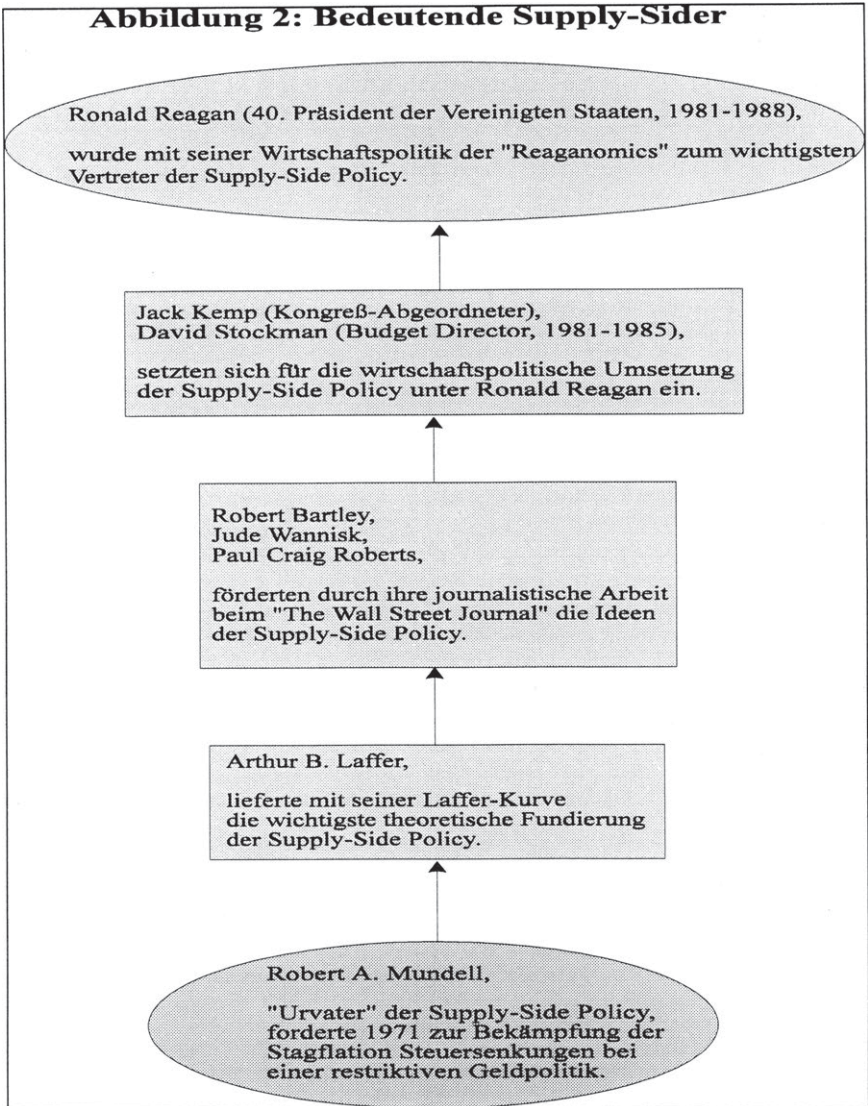 Abbildung 2: Bedeutende Supply-Sider
Ronald Reagan (40. Präsident der Vereinigten Staaten, 1981-1988),
wurde mit seiner Wirtschaftspolitik der "Reaganomics" zum wichtigsten
Vertreter der Supply-Side Policy.
Jack Kemp (Kongreß-Abgeordneter),
David Stockman (Budget Director, 1981-1985),
setzten sich für die wirtschaftspolitische Umsetzung
der Supply-Side Policy unter Ronald Reagan ein.
Robert Bartley,
Jude Wannisk,
Paul Craig Roberts,
förderten durch ihre journalistische Arbeit
beim "The Wall Street Journal" die Ideen
der Supply-Side Policy.
Arthur B. Laffer,
lieferte mit seiner Laffer-Kurve
die wichtigste theoretische Fundierung
der Supply-Side Policy.
Robert A. Mundell,
"Urvater" der Supply-Side Policy,
forderte 1971 zur Bekämpfung der
Stagflation Steuersenkungen bei
einer restriktiven Geldpolitik.